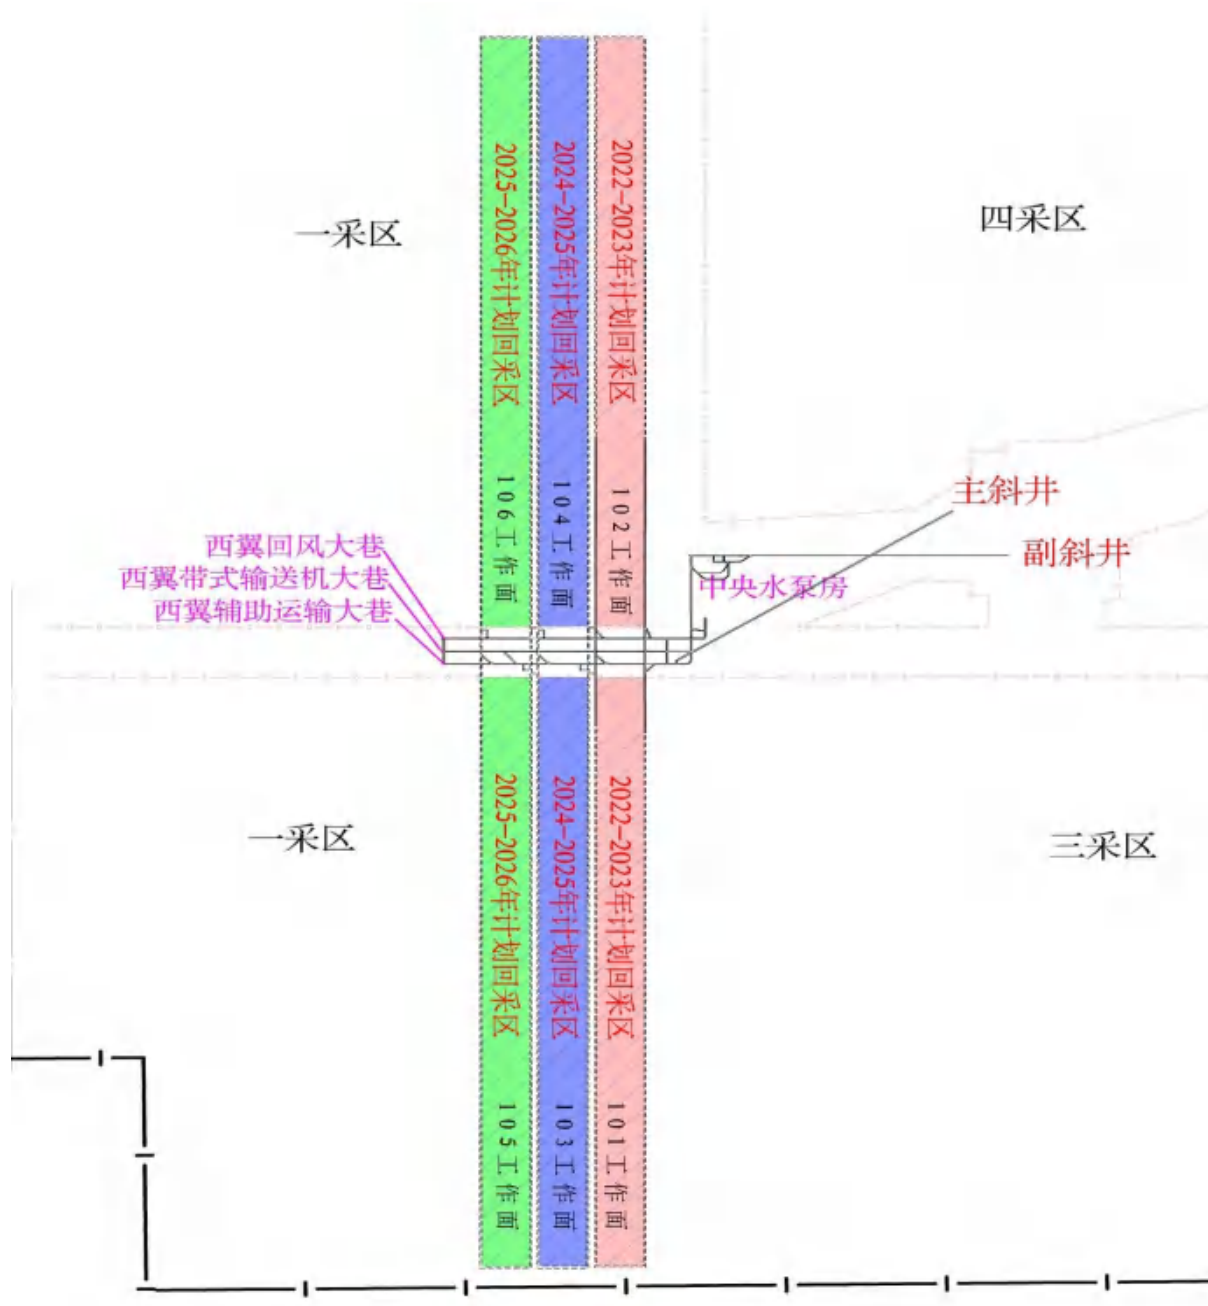 一采区
四采区
2025-2026年计划回采区
2024-2025年计划回采区
2022-2023年计划回采区
106工作面
104工作面
102工作面
主斜井
副斜井
中央水泵房
西翼回风大巷
西翼带式输送机大巷
西翼辅助运输大巷
一采区
三采区
2025-2026年计划回采区
2024-2025年计划回采区
2022-2023年计划回采区
105工作面
103工作面
101工作面